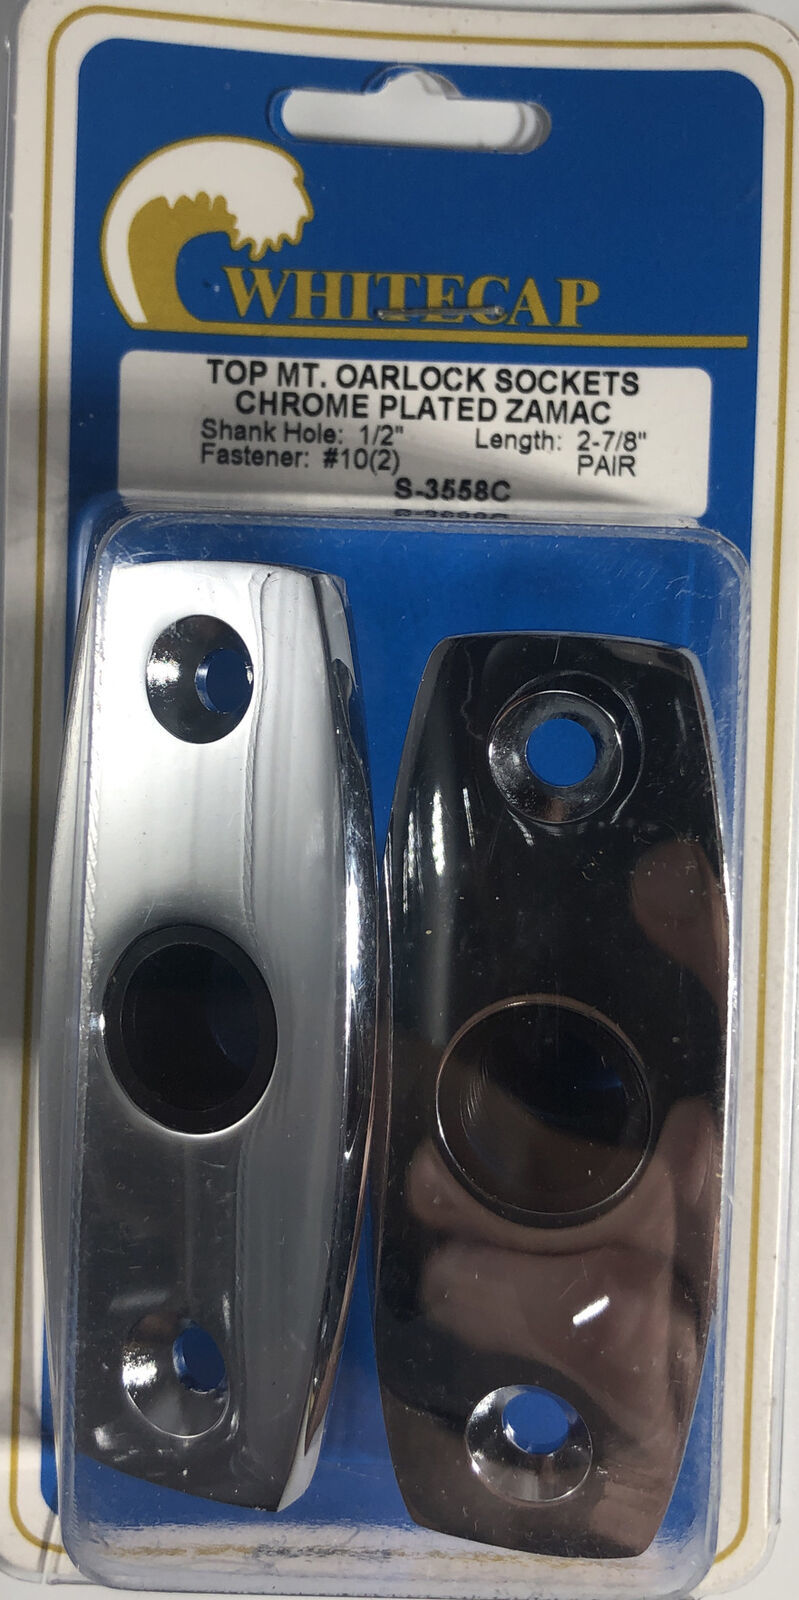 WHITECAP
TOP MT. OARLOCK SOCKETS
CHROME PLATED ZAMAC
Shank Hole: 1/2" Length: 2-7/8"
Fastener: #10(2) PAIR
S-3558C